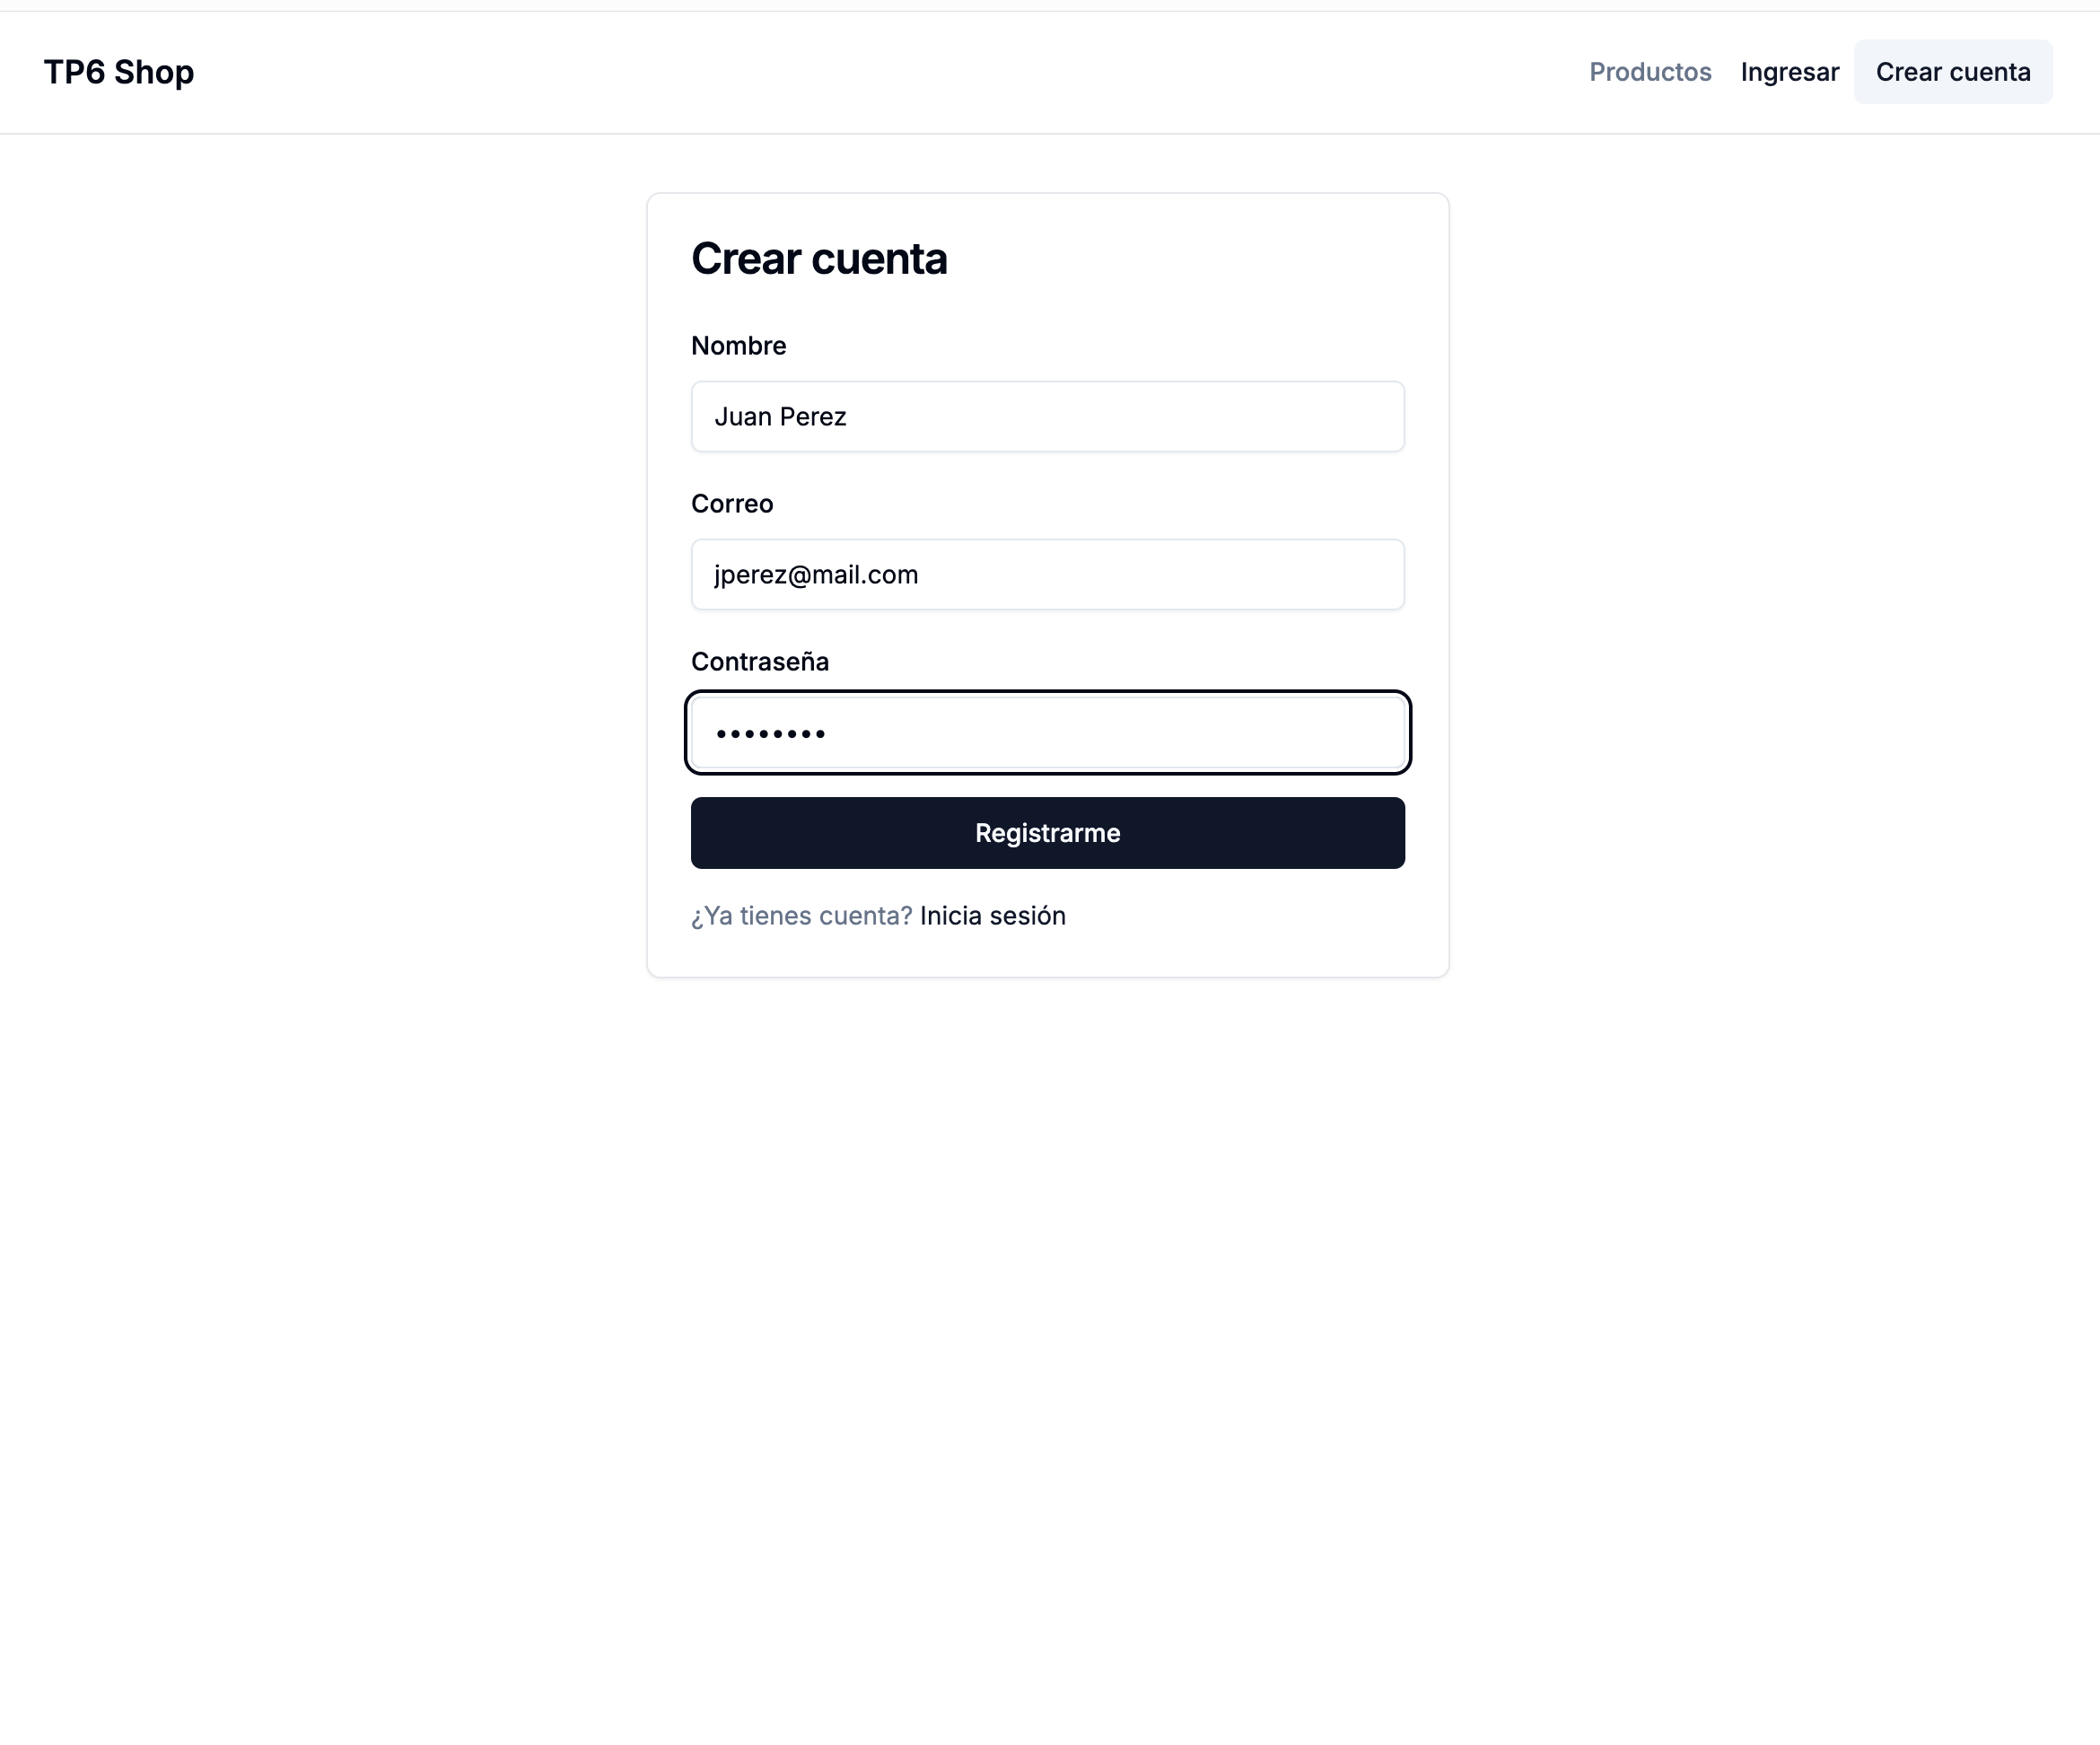 TP6 Shop
Productos Ingresar Crear cuenta
Crear cuenta
Nombre
Juan Perez
Correo
jperez@mail.com
Contraseña
••••••••
Registrarme
¿Ya tienes cuenta? Inicia sesión